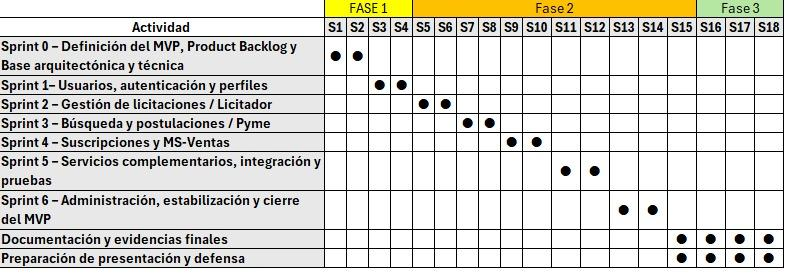 FASE 1 Fase 2 Fase 3
Actividad S1 S2 S3 S4 S5 S6 S7 S8 S9 S10 S11 S12 S13 S14 S15 S16 S17 S18
Sprint 0 – Definición del MVP, Product Backlog y
Base arquitectónica y técnica
Sprint 1– Usuarios, autenticación y perfiles
Sprint 2 – Gestión de licitaciones / Licitador
Sprint 3 – Búsqueda y postulaciones / Pyme
Sprint 4 – Suscripciones y MS-Ventas
Sprint 5 – Servicios complementarios, integración y
pruebas
Sprint 6 – Administración, estabilización y cierre
del MVP
Documentación y evidencias finales
Preparación de presentación y defensa